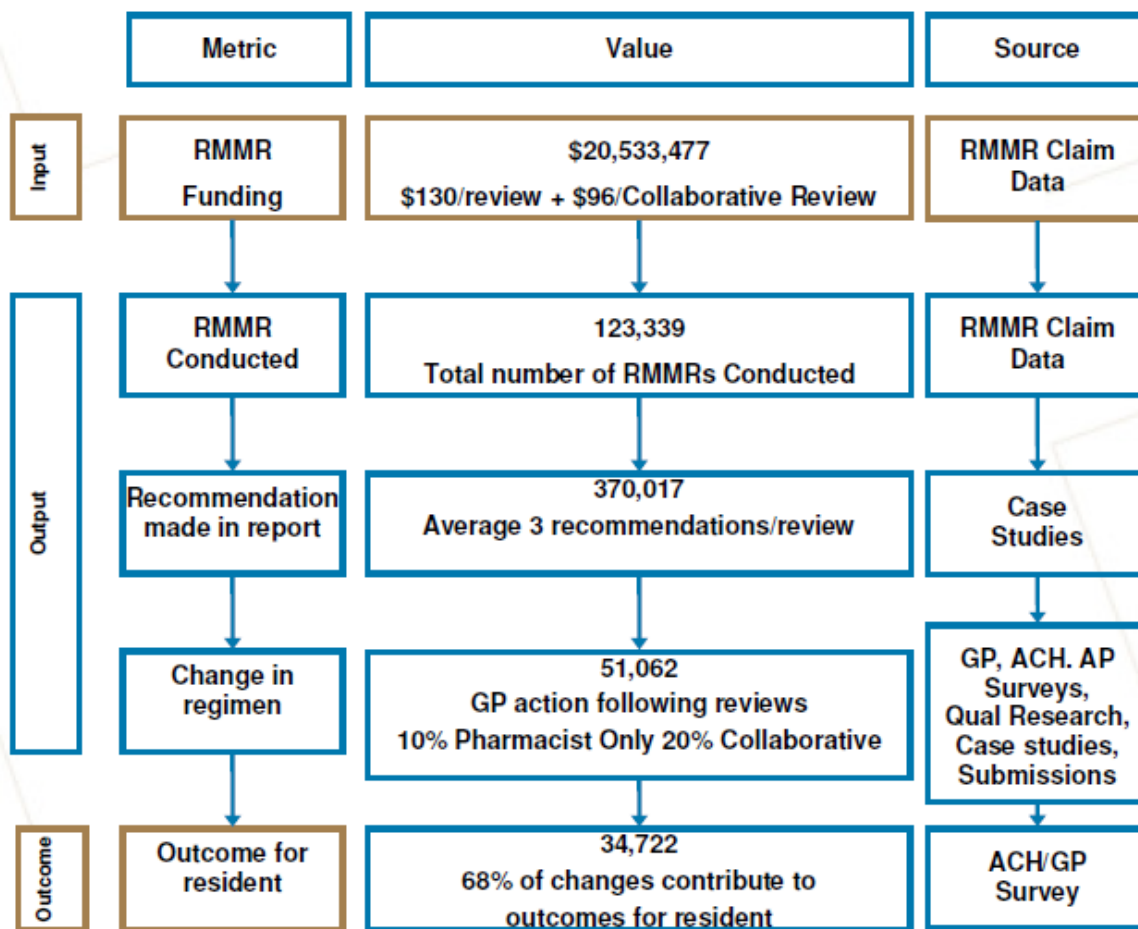 Metric
Value
Source
Input
RMMR
Funding
$20,533,477
$130/review + $96/Collaborative Review
RMMR Claim
Data
Output
RMMR
Conducted
123,339
Total number of RMMRs Conducted
RMMR Claim
Data
Recommendation
made in report
370,017
Average 3 recommendations/review
Case
Studies
Change in
regimen
51,062
GP action following reviews
10% Pharmacist Only 20% Collaborative
GP, ACH. AP
Surveys,
Qual Research,
Case studies,
Submissions
Outcome
Outcome for
resident
34,722
68% of changes contribute to
outcomes for resident
ACH/GP
Survey